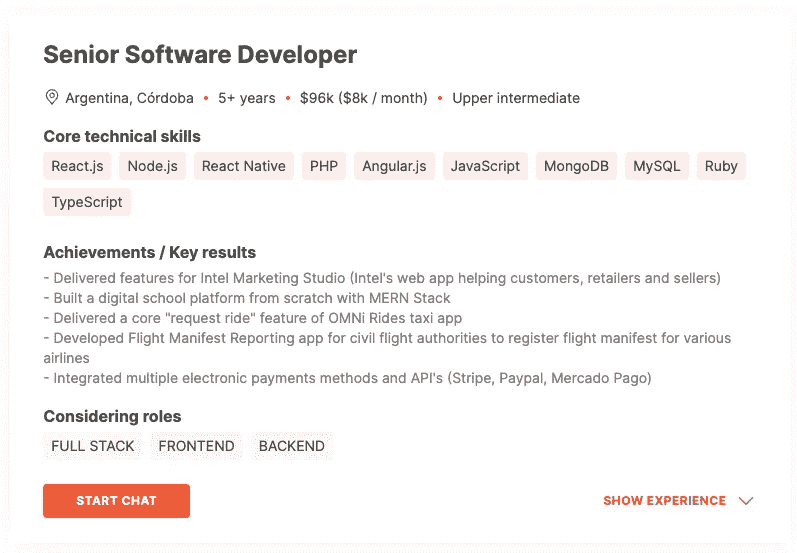 Senior Software Developer
Argentina, Córdoba • 5+ years • $96k ($8k / month) • Upper intermediate
Core technical skills
React.js Node.js React Native PHP Angular.js JavaScript MongoDB MySQL Ruby
TypeScript
Achievements / Key results
- Delivered features for Intel Marketing Studio (Intel's web app helping customers, retailers and sellers)
- Built a digital school platform from scratch with MERN Stack
- Delivered a core "request ride" feature of OMNi Rides taxi app
- Developed Flight Manifest Reporting app for civil flight authorities to register flight manifest for various
airlines
- Integrated multiple electronic payments methods and API's (Stripe, Paypal, Mercado Pago)
Considering roles
FULL STACK FRONTEND BACKEND
START CHAT SHOW EXPERIENCE